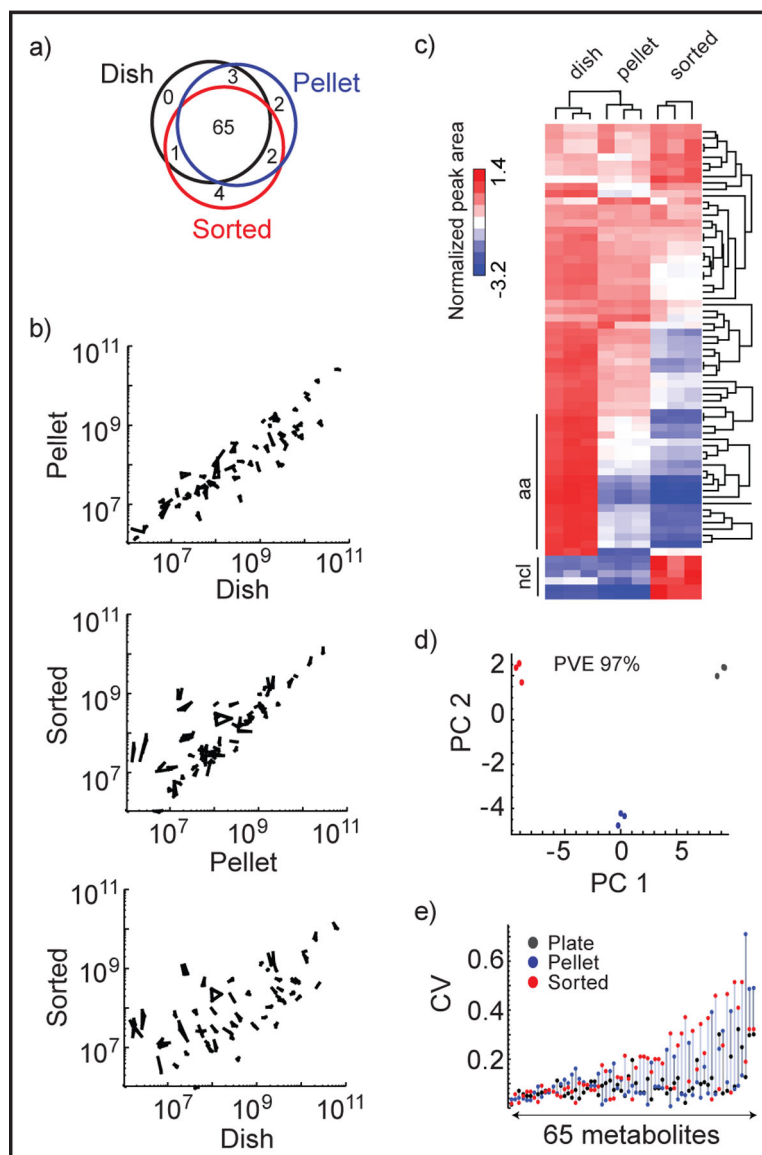 a)
Dish
Pellet
Sorted
0
3
2
65
1
2
4
b)
Pellet
10^11
10^9
10^7
10^7 10^9 10^11
Dish
Sorted
10^11
10^9
10^7
10^7 10^9 10^11
Pellet
Sorted
10^11
10^9
10^7
10^7 10^9 10^11
Dish
c)
dish
pellet
sorted
Normalized peak area
1.4
-3.2
aa
ncl
d)
PVE 97%
PC 2
2
0
-2
-4
-5 0 5
PC 1
e)
Plate
Pellet
Sorted
CV
0.6
0.4
0.2
65 metabolites